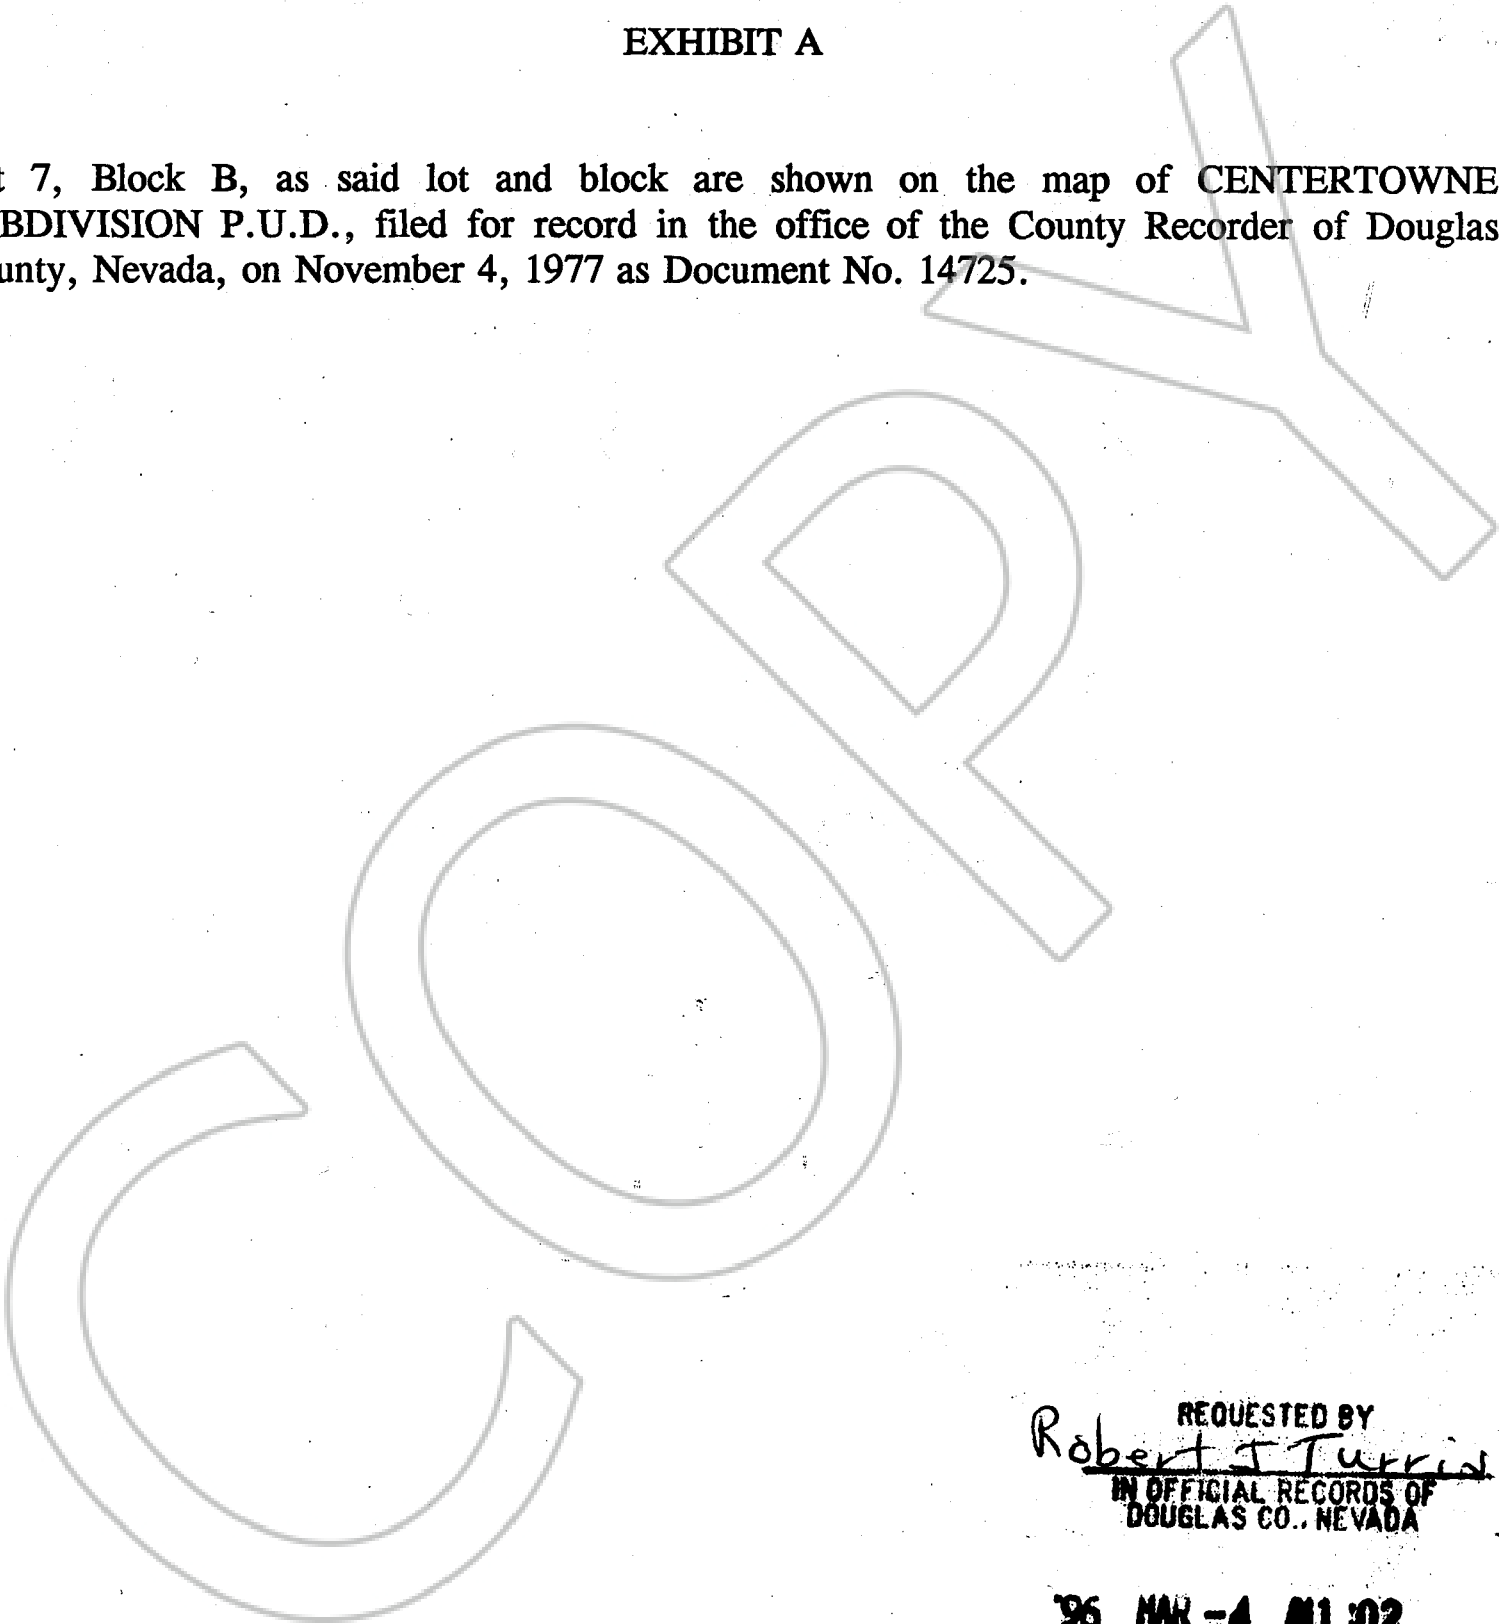 EXHIBIT A
t 7, Block B, as said lot and block are shown on the map of CENTERTOWNE
BDIVISION P.U.D., filed for record in the office of the County Recorder of Douglas
unty, Nevada, on November 4, 1977 as Document No. 14725.
COPY
REQUESTED BY
Robert J Turrin
IN OFFICIAL RECORDS OF
DOUGLAS CO., NEVADA
'96 MAR -4 :02